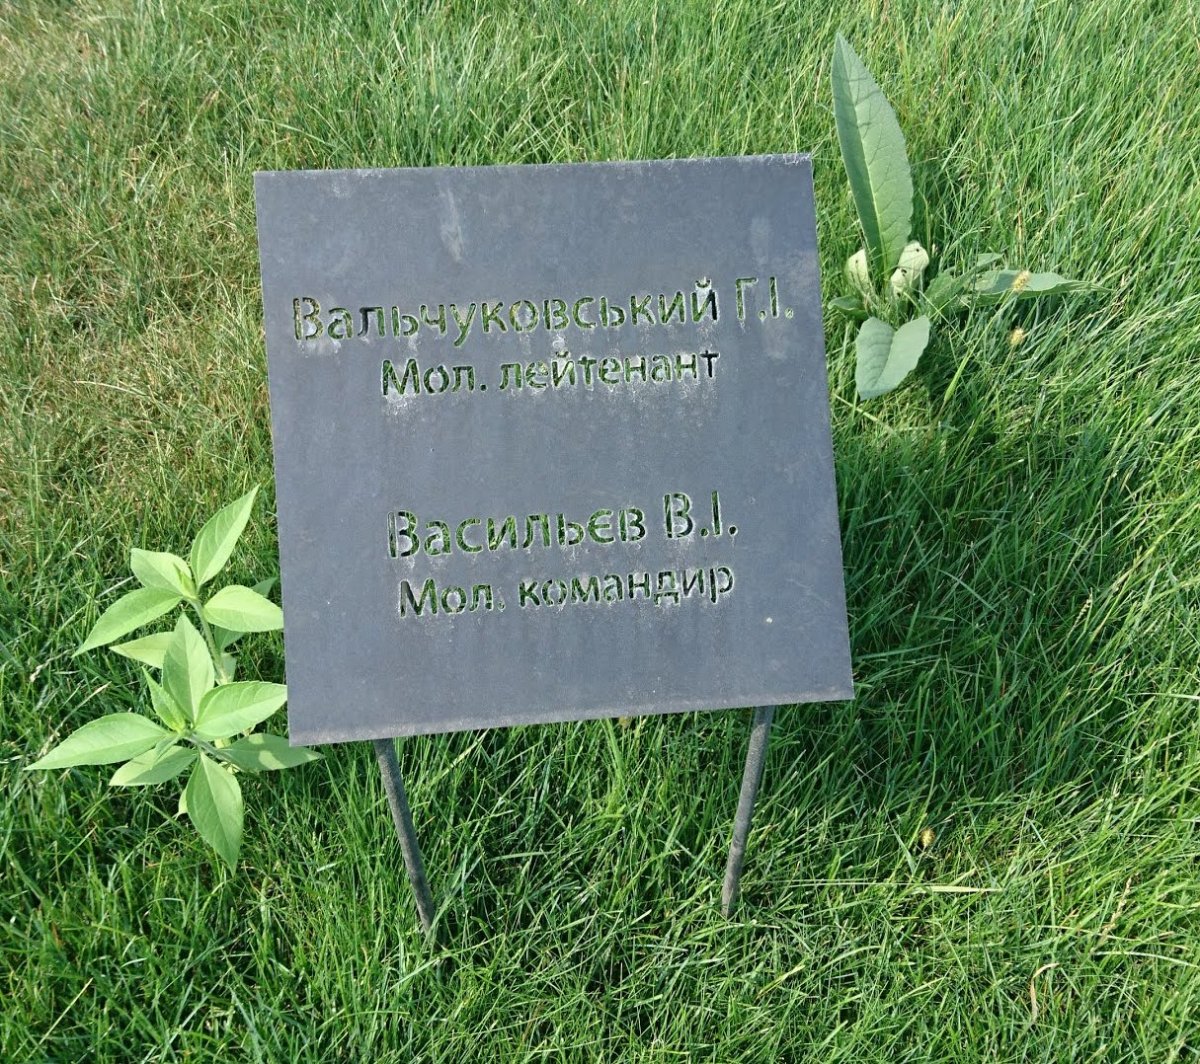 Вальчуковський Г.І.
Мол. лейтенант
Васильєв В.І.
Мол. командир